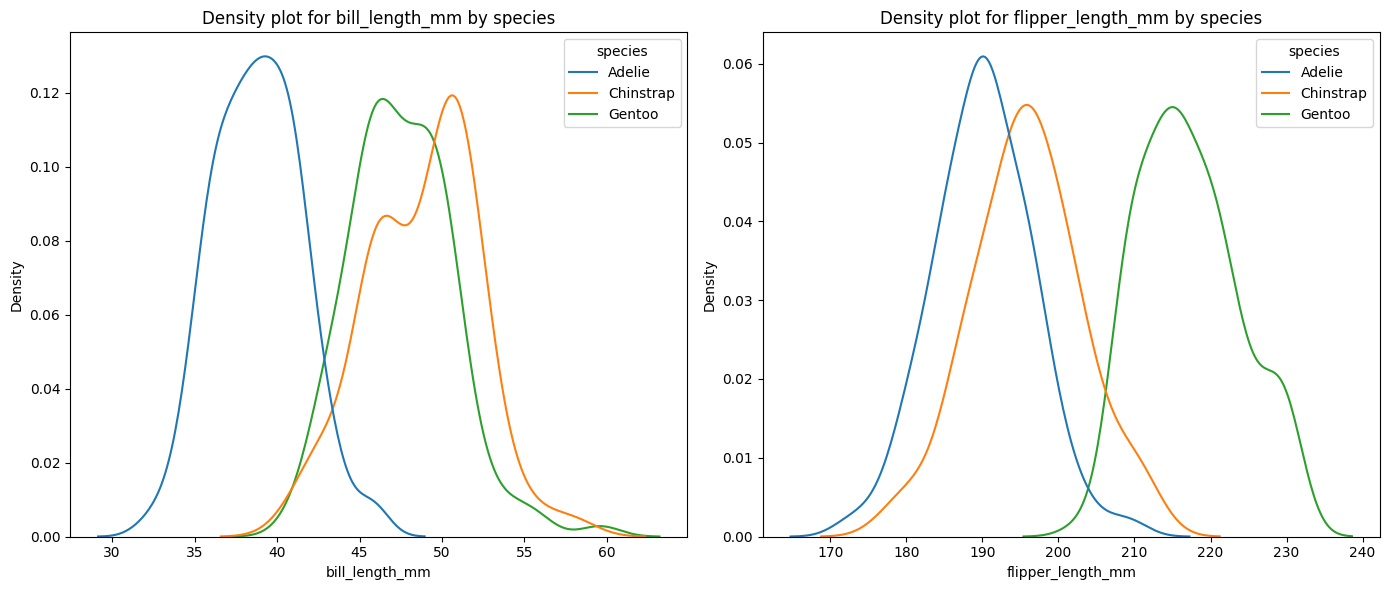 Density plot for bill_length_mm by species
species
Adelie
Chinstrap
Gentoo
0.12
0.10
0.08
0.06
0.04
0.02
0.00
Density
30 35 40 45 50 55 60
bill_length_mm
Density plot for flipper_length_mm by species
species
Adelie
Chinstrap
Gentoo
0.06
0.05
0.04
0.03
0.02
0.01
0.00
Density
170 180 190 200 210 220 230 240
flipper_length_mm